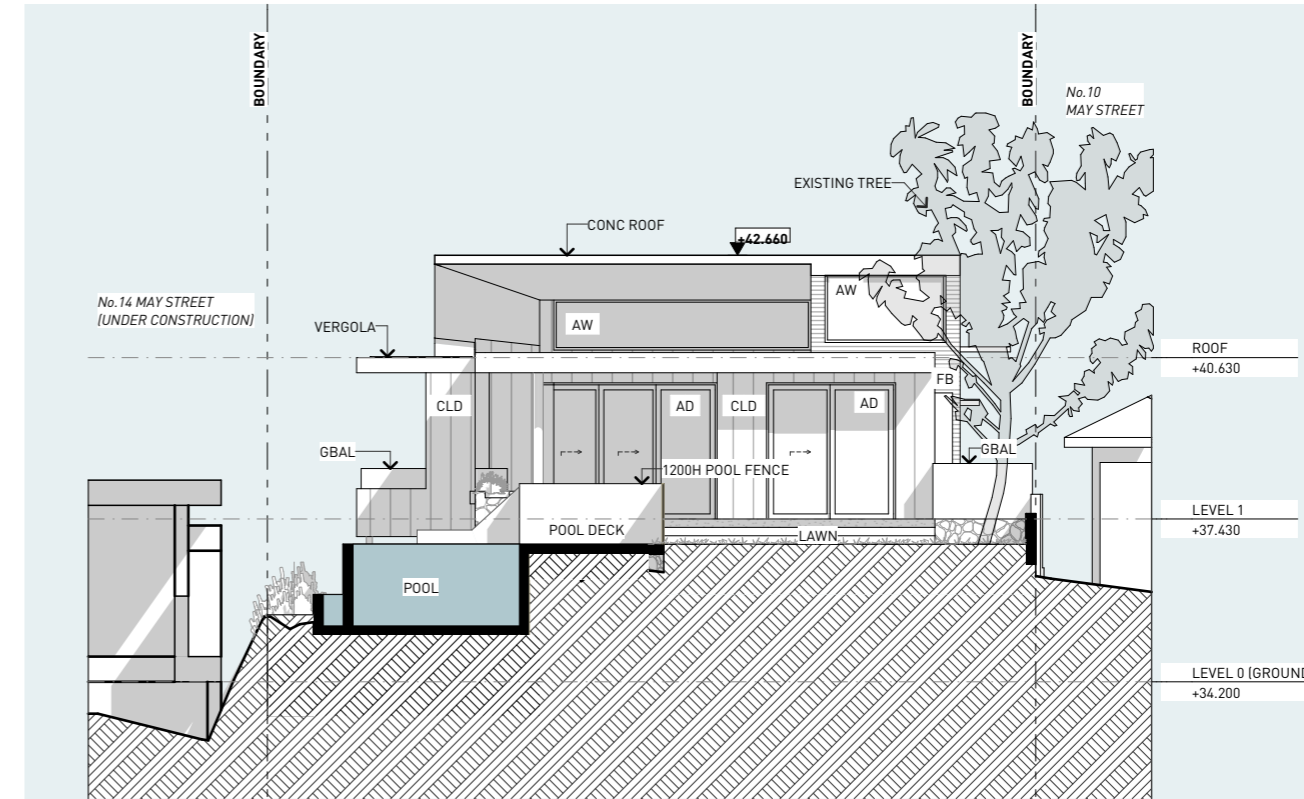 BOUNDARY
BOUNDARY
No.10
MAY STREET
EXISTING TREE
CONC ROOF
+42.660
No.14 MAY STREET
(UNDER CONSTRUCTION)
AW
AW
VERGOLA
ROOF
+40.630
FB
CLD
AD
CLD
AD
GBAL
GBAL
1200H POOL FENCE
LEVEL 1
+37.430
POOL DECK
LAWN
POOL
LEVEL 0 (GROUND
+34.200